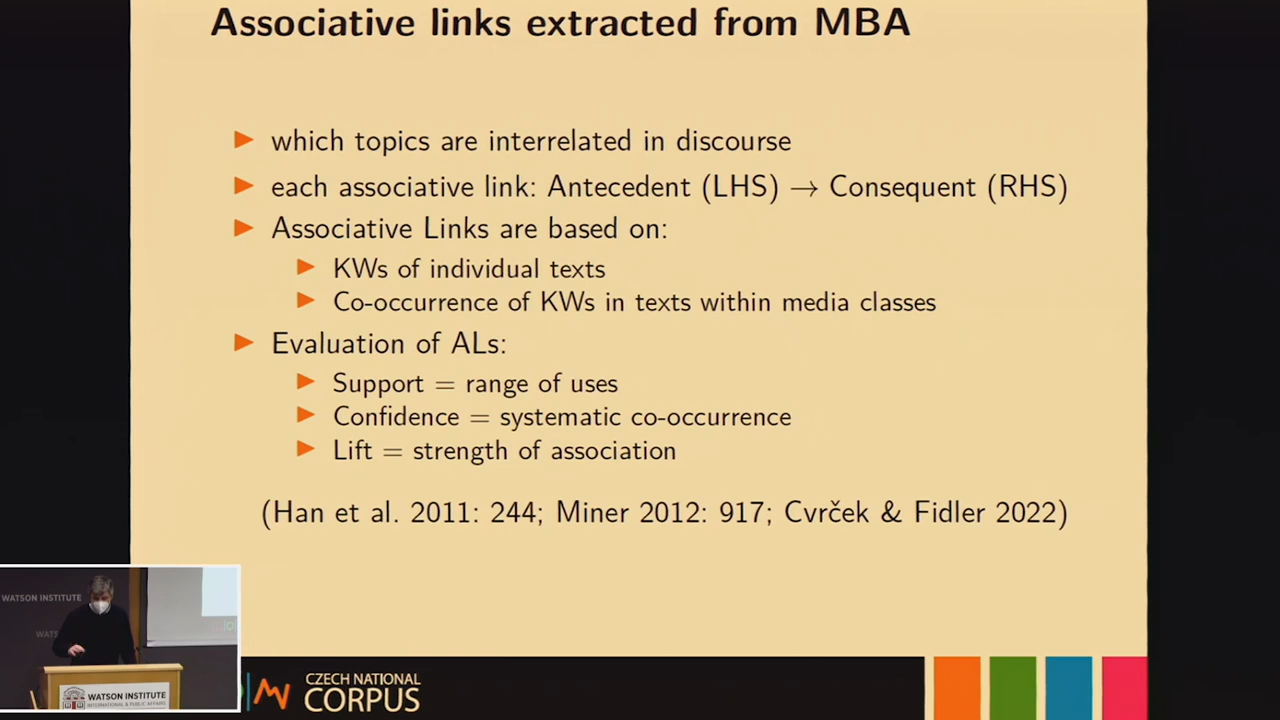 Associative links extracted from MBA
which topics are interrelated in discourse
each associative link: Antecedent (LHS) → Consequent (RHS)
Associative Links are based on:
KWs of individual texts
Co-occurrence of KWs in texts within media classes
Evaluation of ALs:
Support = range of uses
Confidence = systematic co-occurrence
Lift = strength of association
(Han et al. 2011: 244; Miner 2012: 917; Cvrček & Fidler 2022)
WATSON INSTITUTE
WATS
WATSON INSTITUTE
INTERNATIONAL & PUBLIC AFFAIRS
CZECH NATIONAL
CORPUS